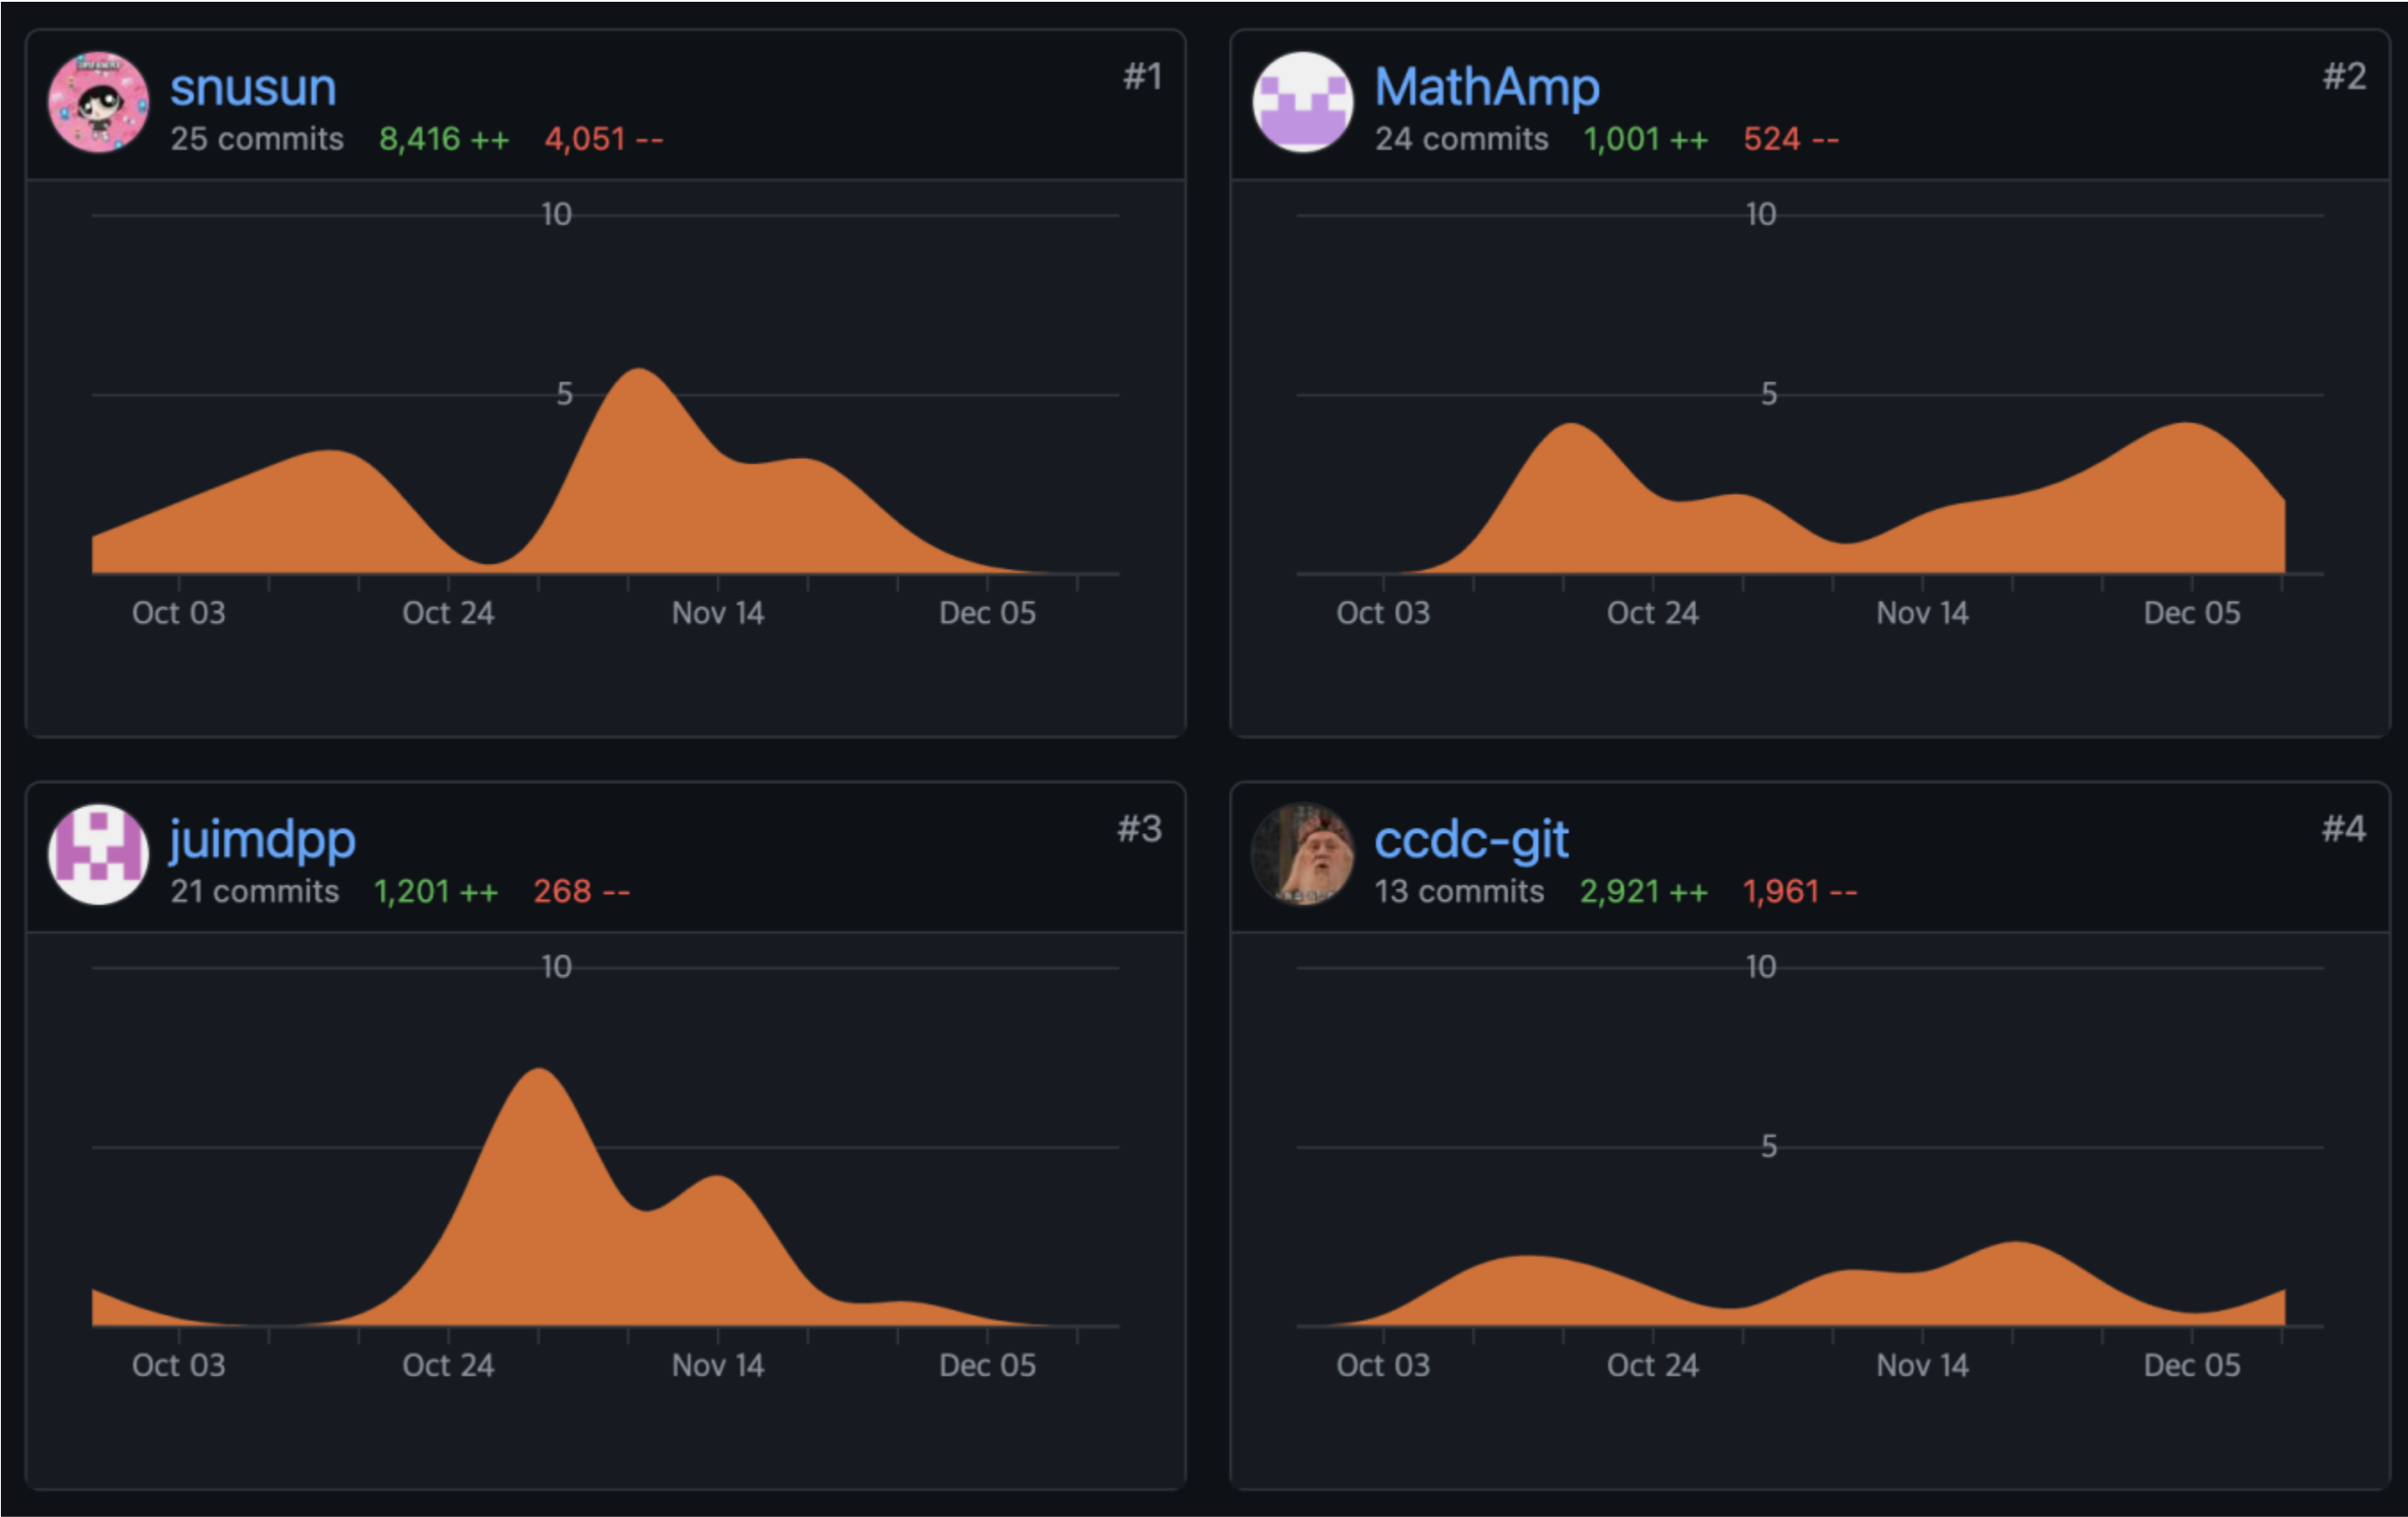 snusun
#1
25 commits 8,416 ++ 4,051 --
10
5
Oct 03 Oct 24 Nov 14 Dec 05
MathAmp
#2
24 commits 1,001 ++ 524 --
10
5
Oct 03 Oct 24 Nov 14 Dec 05
juimdpp
#3
21 commits 1,201 ++ 268 --
10
Oct 03 Oct 24 Nov 14 Dec 05
ccdc-git
#4
13 commits 2,921 ++ 1,961 --
10
5
Oct 03 Oct 24 Nov 14 Dec 05